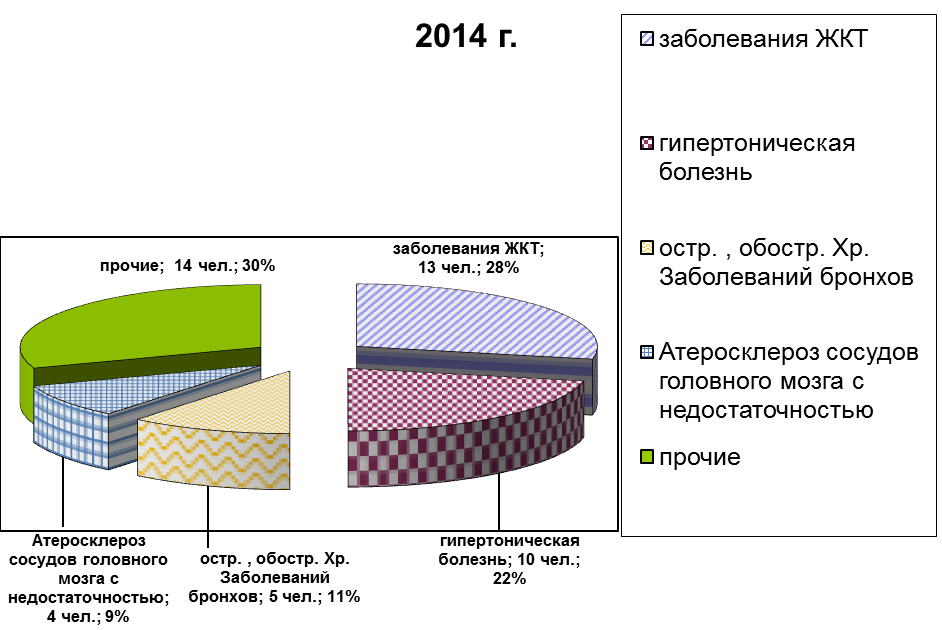 2014 г.
заболевания ЖКТ
гипертоническая
болезнь
остр. , обостр. Хр.
Заболеваний бронхов
Атеросклероз сосудов
головного мозга с
недостаточностью
прочие
прочие;  14 чел.; 30%
заболевания ЖКТ;
13 чел.; 28%
Атеросклероз
сосудов головного
мозга с
недостаточностью;
4 чел.; 9%
остр. , обостр. Хр.
Заболеваний
бронхов; 5 чел.; 11%
гипертоническая
болезнь; 10 чел.;
22%